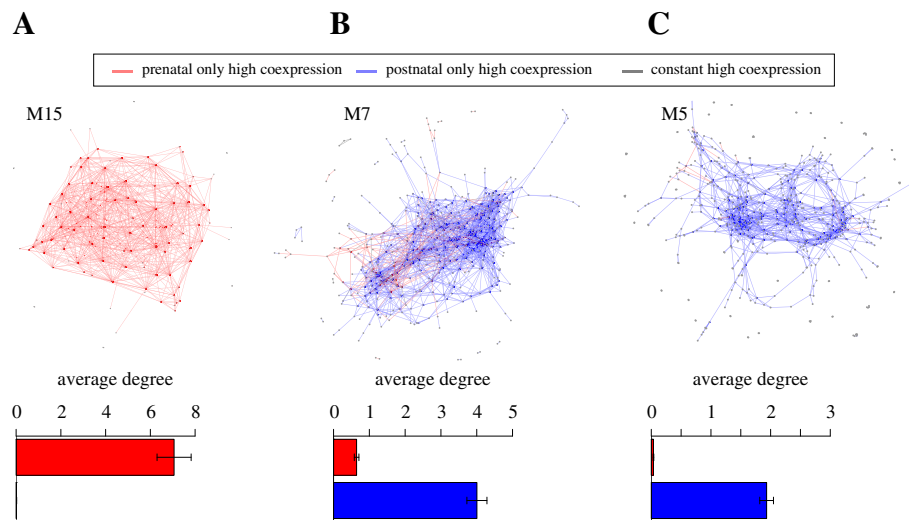 A B C
prenatal only high coexpression postnatal only high coexpression constant high coexpression
M15 M7 M5
average degree average degree average degree
0 2 4 6 8 0 1 2 3 4 5 0 1 2 3